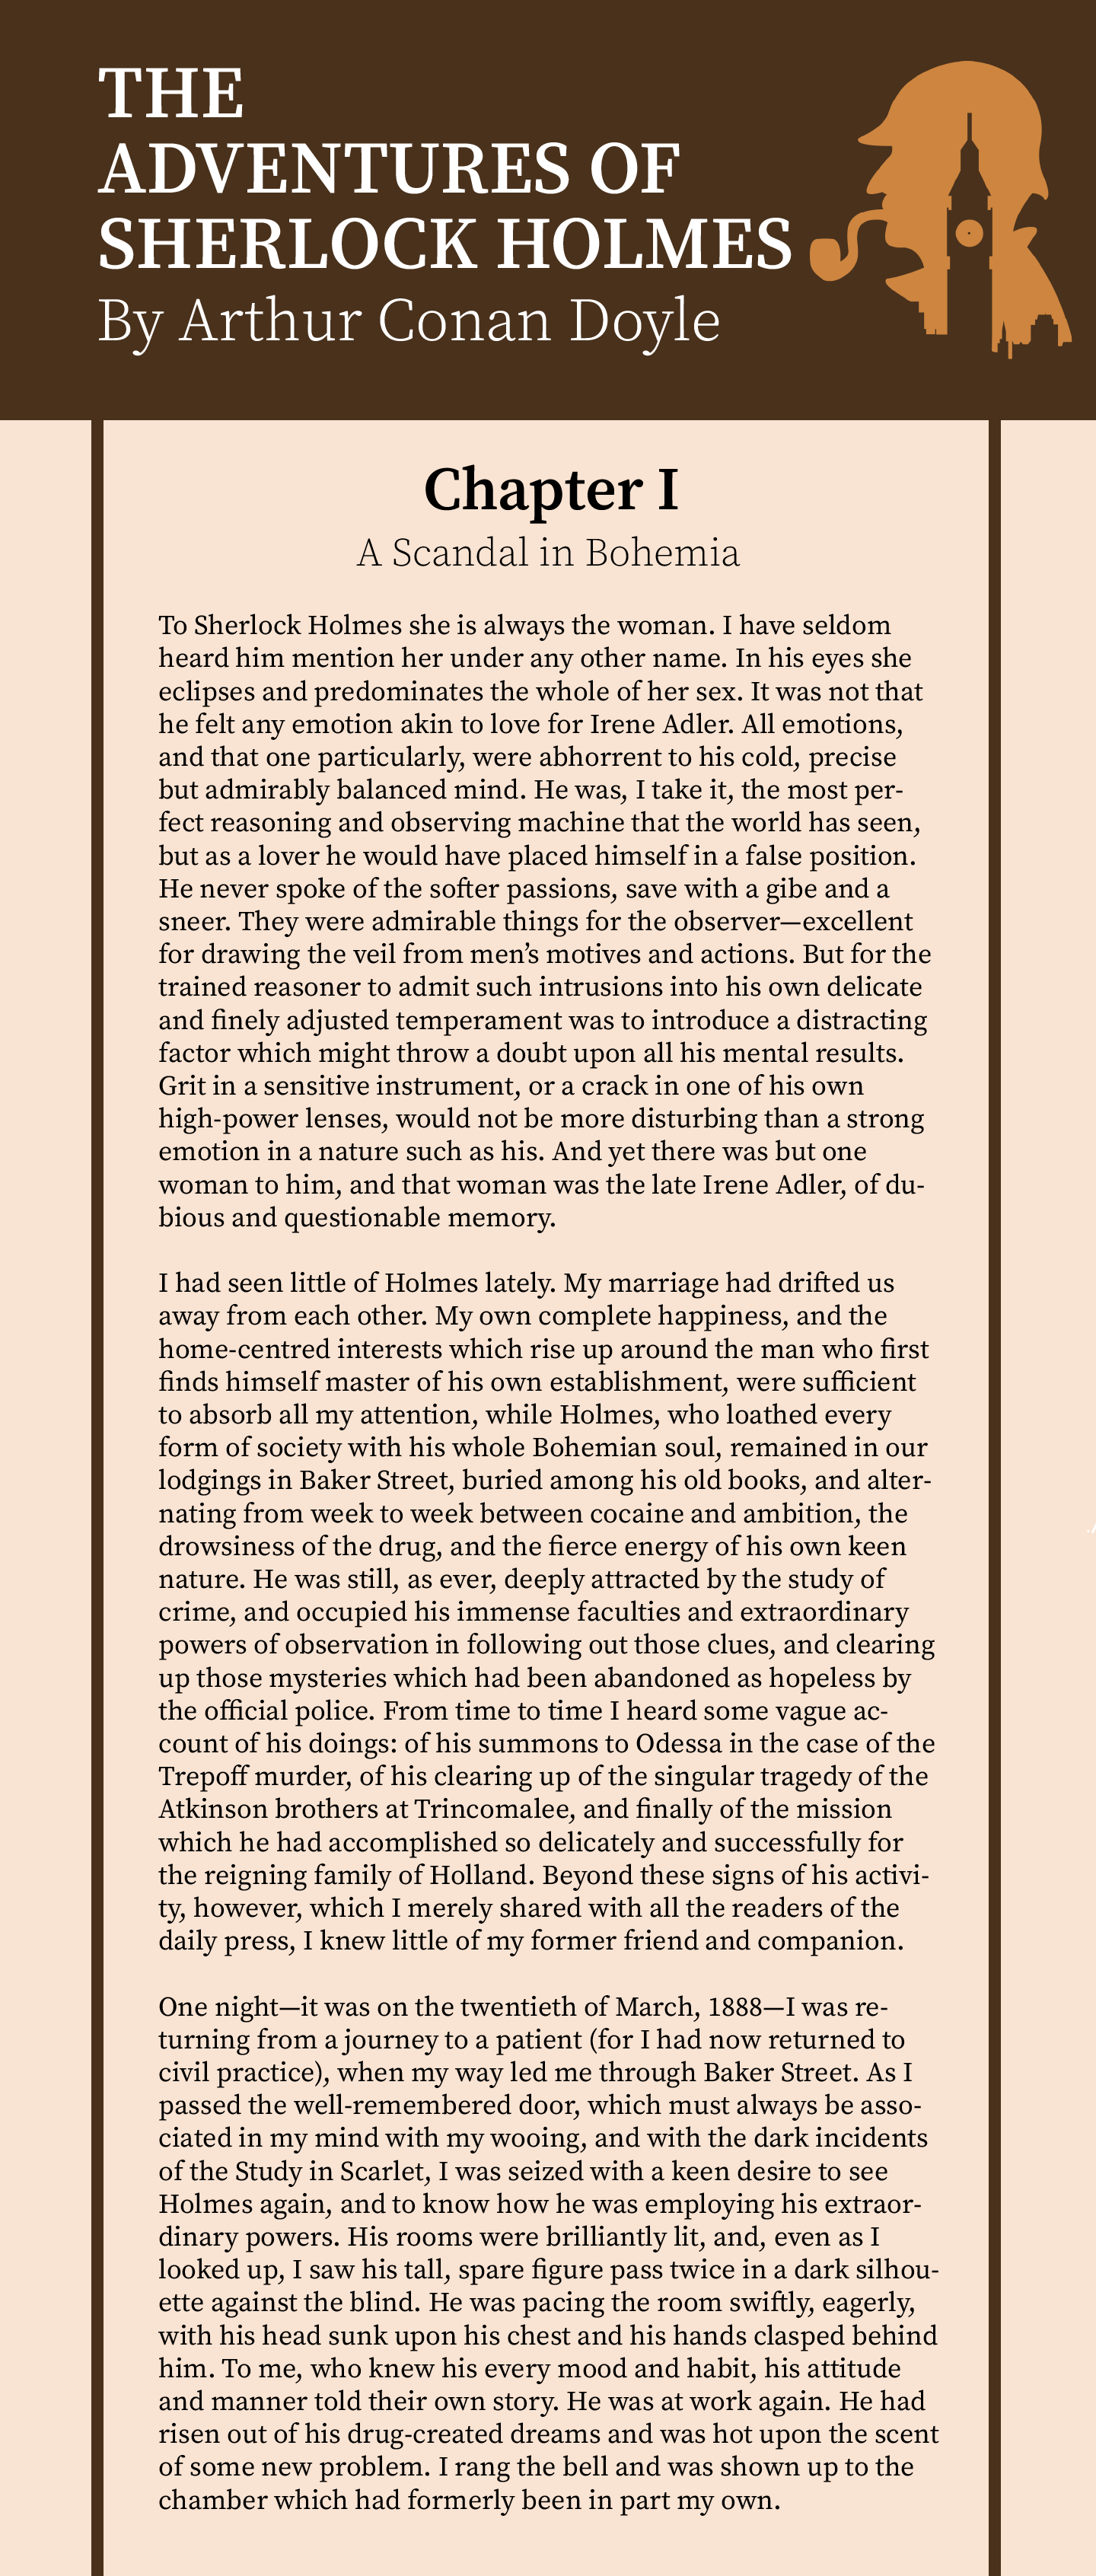 THE
ADVENTURES OF
SHERLOCK HOLMES
By Arthur Conan Doyle
Chapter I
A Scandal in Bohemia
To Sherlock Holmes she is always the woman. I have seldom
heard him mention her under any other name. In his eyes she
eclipses and predominates the whole of her sex. It was not that
he felt any emotion akin to love for Irene Adler. All emotions,
and that one particularly, were abhorrent to his cold, precise
but admirably balanced mind. He was, I take it, the most per-
fect reasoning and observing machine that the world has seen,
but as a lover he would have placed himself in a false position.
He never spoke of the softer passions, save with a gibe and a
sneer. They were admirable things for the observer—excellent
for drawing the veil from men’s motives and actions. But for the
trained reasoner to admit such intrusions into his own delicate
and finely adjusted temperament was to introduce a distracting
factor which might throw a doubt upon all his mental results.
Grit in a sensitive instrument, or a crack in one of his own
high-power lenses, would not be more disturbing than a strong
emotion in a nature such as his. And yet there was but one
woman to him, and that woman was the late Irene Adler, of du-
bious and questionable memory.
I had seen little of Holmes lately. My marriage had drifted us
away from each other. My own complete happiness, and the
home-centred interests which rise up around the man who first
finds himself master of his own establishment, were sufficient
to absorb all my attention, while Holmes, who loathed every
form of society with his whole Bohemian soul, remained in our
lodgings in Baker Street, buried among his old books, and alter-
nating from week to week between cocaine and ambition, the
drowsiness of the drug, and the fierce energy of his own keen
nature. He was still, as ever, deeply attracted by the study of
crime, and occupied his immense faculties and extraordinary
powers of observation in following out those clues, and clearing
up those mysteries which had been abandoned as hopeless by
the official police. From time to time I heard some vague ac-
count of his doings: of his summons to Odessa in the case of the
Trepoff murder, of his clearing up of the singular tragedy of the
Atkinson brothers at Trincomalee, and finally of the mission
which he had accomplished so delicately and successfully for
the reigning family of Holland. Beyond these signs of his activi-
ty, however, which I merely shared with all the readers of the
daily press, I knew little of my former friend and companion.
One night—it was on the twentieth of March, 1888—I was re-
turning from a journey to a patient (for I had now returned to
civil practice), when my way led me through Baker Street. As I
passed the well-remembered door, which must always be asso-
ciated in my mind with my wooing, and with the dark incidents
of the Study in Scarlet, I was seized with a keen desire to see
Holmes again, and to know how he was employing his extraor-
dinary powers. His rooms were brilliantly lit, and, even as I
looked up, I saw his tall, spare figure pass twice in a dark silhou-
ette against the blind. He was pacing the room swiftly, eagerly,
with his head sunk upon his chest and his hands clasped behind
him. To me, who knew his every mood and habit, his attitude
and manner told their own story. He was at work again. He had
risen out of his drug-created dreams and was hot upon the scent
of some new problem. I rang the bell and was shown up to the
chamber which had formerly been in part my own.